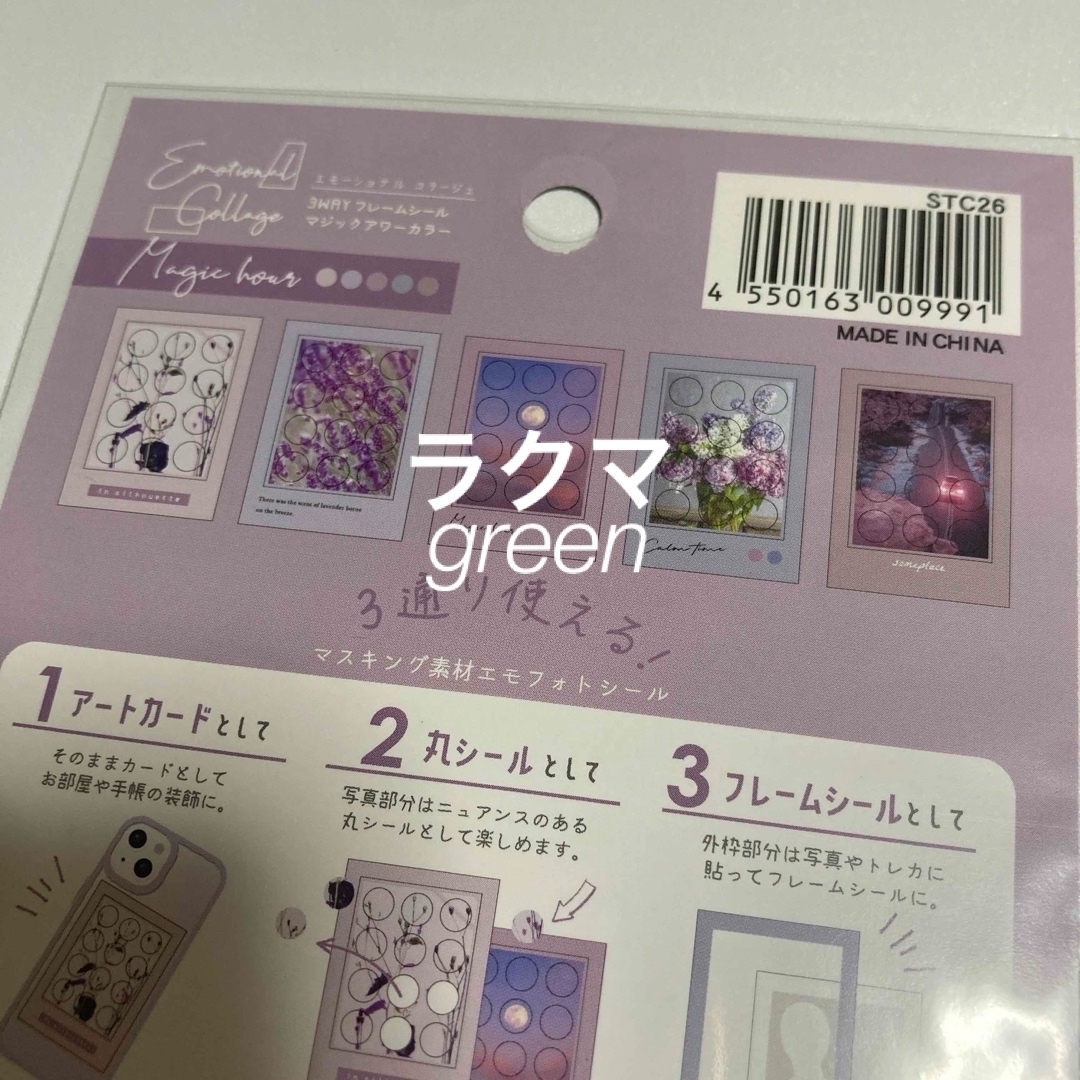 Emotional
Collage
エモーショナル コラージュ
3WAYフレームシール
マジックアワーカラー
Magic hour
STC26
4 550163 009991
MADE IN CHINA
in silhouette
There was the scent of lavender borne
on the breeze.
Calm time
someplace
ラクマ
green
3通り使える!
マスキング素材エモフォトシール
1 アートカードとして
そのままカードとして
お部屋や手帳の装飾に。
2 丸シールとして
写真部分はニュアンスのある
丸シールとして楽しめます。
3 フレームシールとして
外枠部分は写真やトレカに
貼ってフレームシールに。